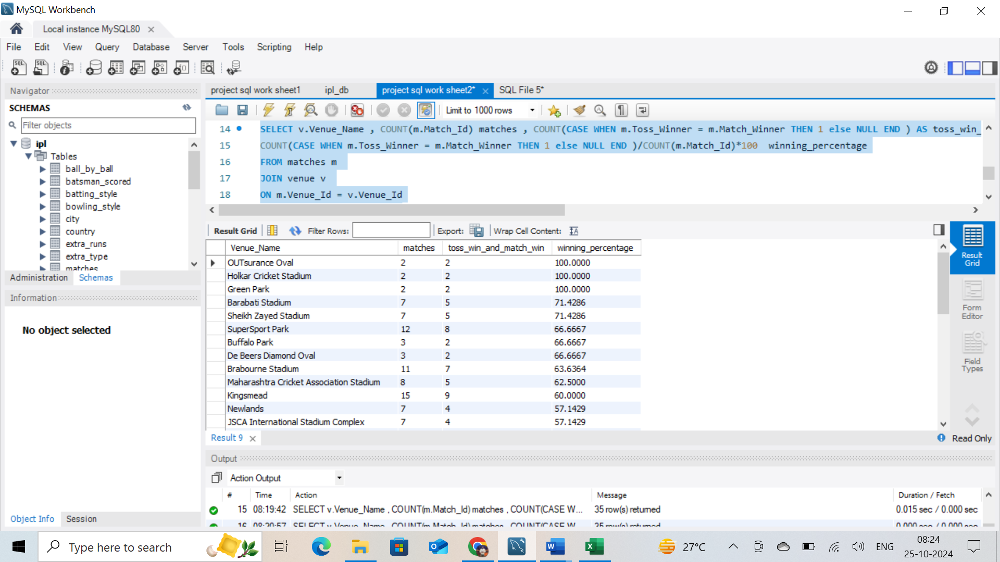 MySQL Workbench
Local instance MySQL80
File Edit View Query Database Server Tools Scripting Help
Navigator
SCHEMAS
Filter objects
ipl
Tables
ball_by_ball
batsman_scored
batting_style
bowling_style
city
country
extra_runs
extra_type
matches
Administration Schemas
Information
No object selected
Object Info Session
project sql work sheet1 ipl_db project sql work sheet2* SQL File 5*
Limit to 1000 rows
14 SELECT v.Venue_Name , COUNT(m.Match_Id) matches , COUNT(CASE WHEN m.Toss_Winner = m.Match_Winner THEN 1 else NULL END ) AS toss_win_
15 COUNT(CASE WHEN m.Toss_Winner = m.Match_Winner THEN 1 else NULL END )/COUNT(m.Match_Id)*100 winning_percentage
16 FROM matches m
17 JOIN venue v
18 ON m.Venue_Id = v.Venue_Id
Result Grid Filter Rows: Export: Wrap Cell Content:
Venue_Name matches toss_win_and_match_win winning_percentage
OUTsurance Oval 2 2 100.0000
Holkar Cricket Stadium 2 2 100.0000
Green Park 2 2 100.0000
Barabati Stadium 7 5 71.4286
Sheikh Zayed Stadium 7 5 71.4286
SuperSport Park 12 8 66.6667
Buffalo Park 3 2 66.6667
De Beers Diamond Oval 3 2 66.6667
Brabourne Stadium 11 7 63.6364
Maharashtra Cricket Association Stadium 8 5 62.5000
Kingsmead 15 9 60.0000
Newlands 7 4 57.1429
JSCA International Stadium Complex 7 4 57.1429
Result Grid
Form Editor
Field Types
Result 9
Read Only
Output
Action Output
# Time Action Message Duration / Fetch
15 08:19:42 SELECT v.Venue_Name , COUNT(m.Match_Id) matches , COUNT(CASE W... 35 row(s) returned 0.015 sec / 0.000 sec
16 08:20:57 SELECT v.Venue_Name , COUNT(m.Match_Id) matches , COUNT(CASE W... 35 row(s) returned 0.000 sec / 0.000 sec
Type here to search
27°C
ENG
08:24
25-10-2024